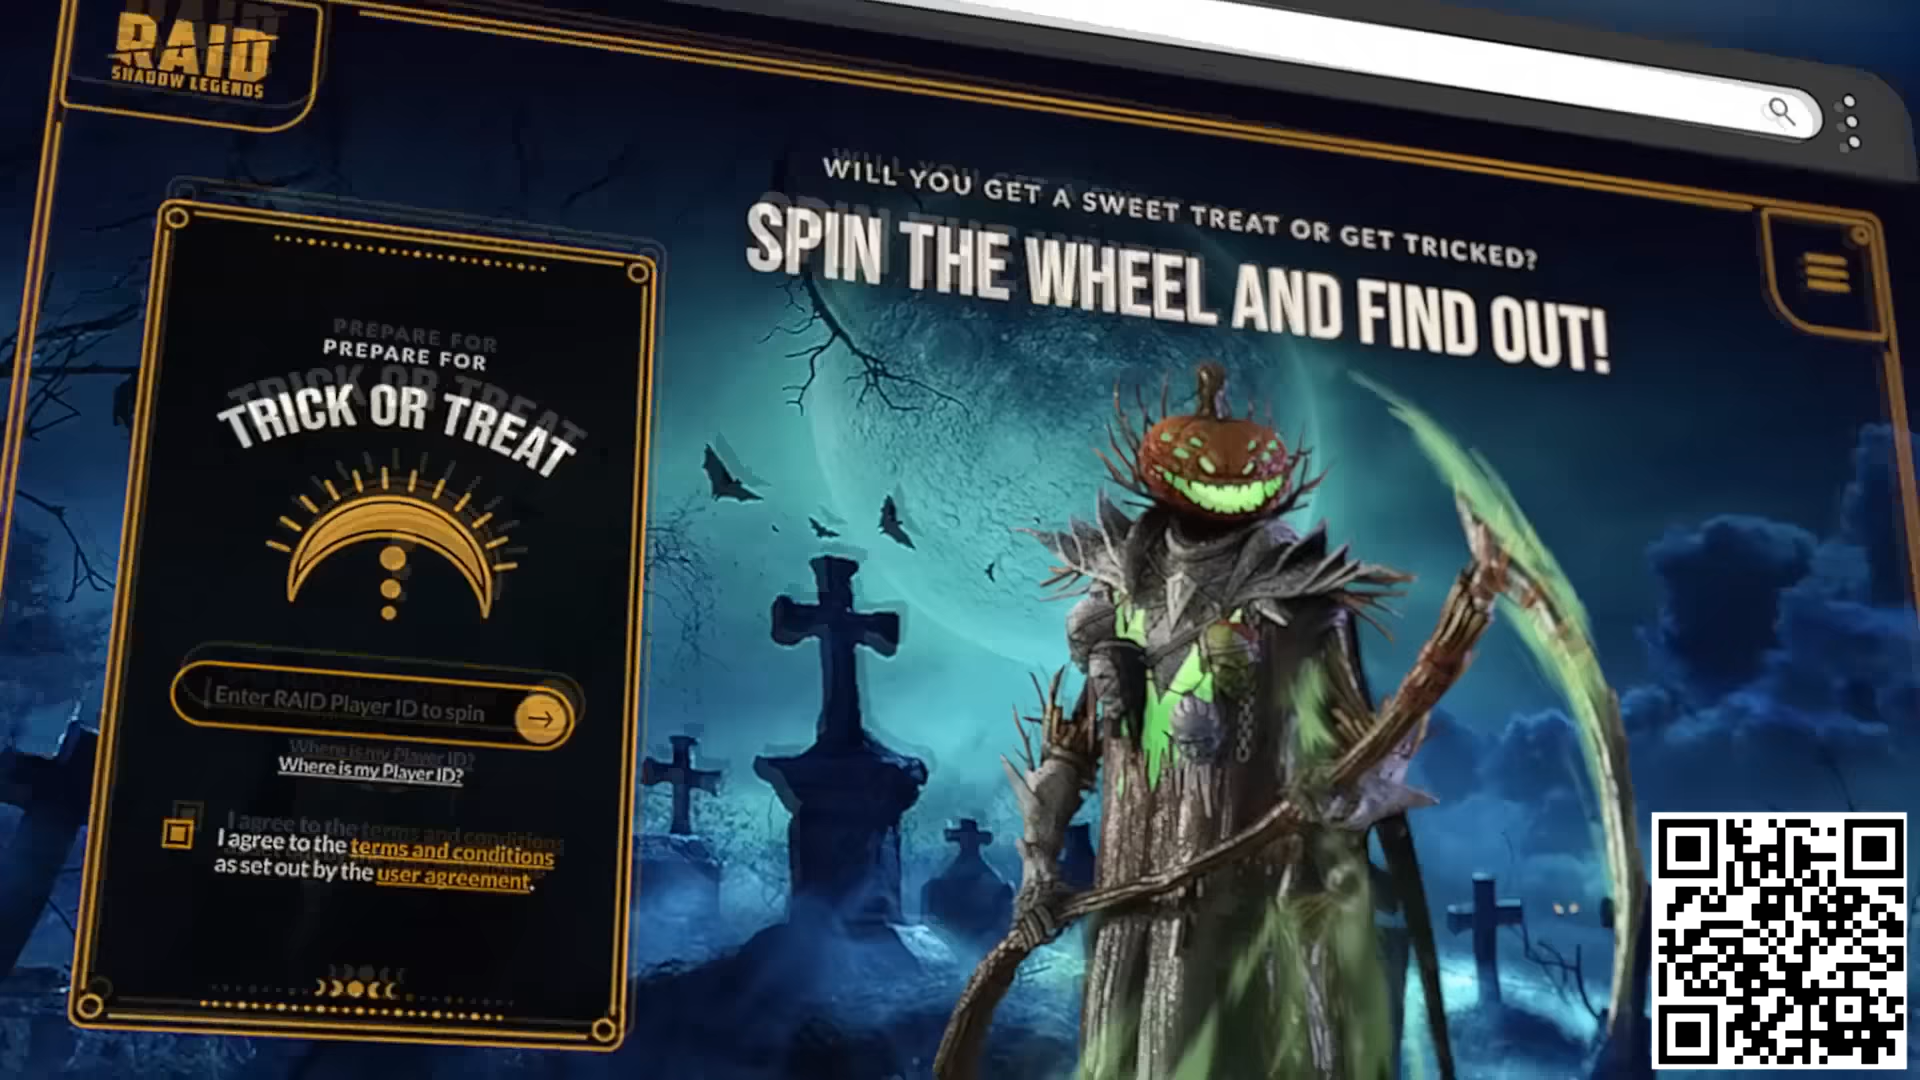 RAID
SHADOW LEGENDS
WILL YOU GET A SWEET TREAT OR GET TRICKED?
SPIN THE WHEEL AND FIND OUT!
PREPARE FOR
TRICK OR TREAT
Enter RAID Player ID to spin
Where is my Player ID?
I agree to the terms and conditions
as set out by the user agreement.